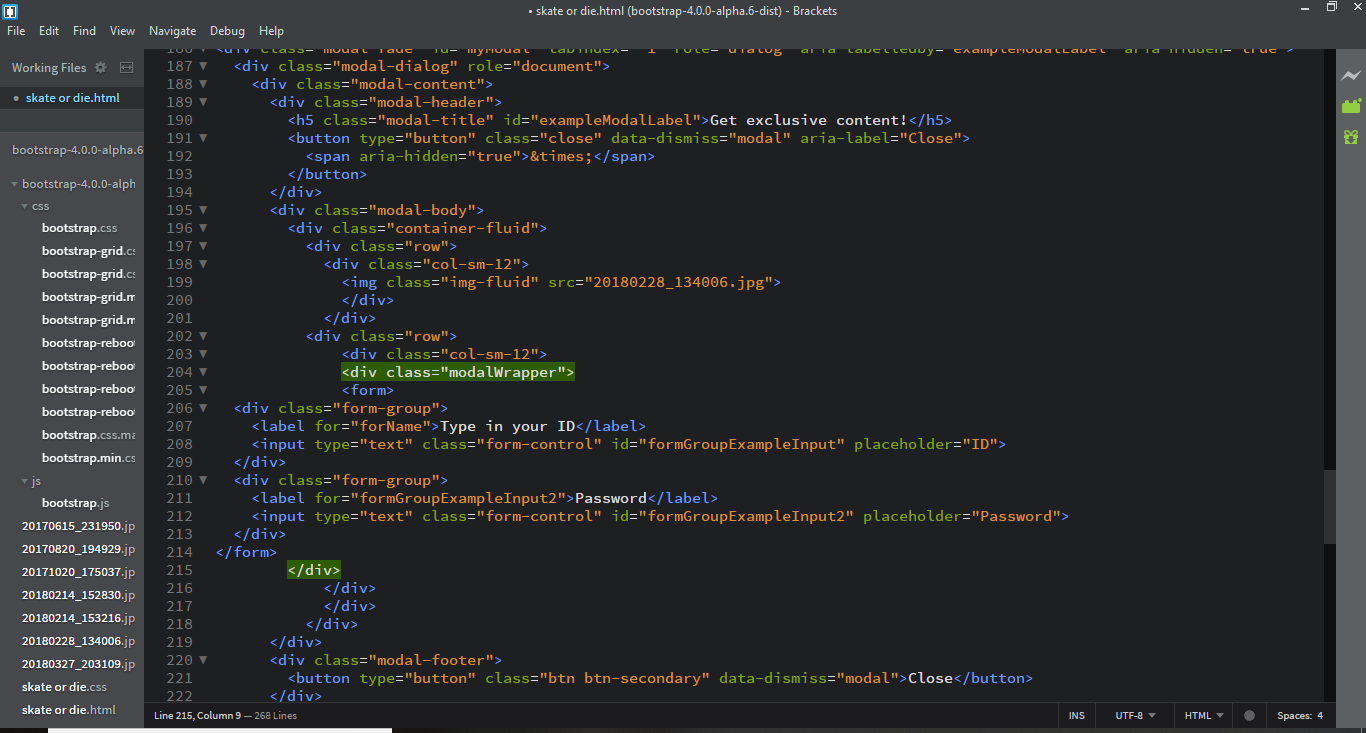 • skate or die.html (bootstrap-4.0.0-alpha.6-dist) - Brackets
File Edit Find View Navigate Debug Help
Working Files
• skate or die.html
bootstrap-4.0.0-alpha.6
bootstrap-4.0.0-alph
css
bootstrap.css
bootstrap-grid.cs
bootstrap-grid.cs
bootstrap-grid.m
bootstrap-grid.m
bootstrap-reboot
bootstrap-reboot
bootstrap-reboot
bootstrap-reboot
bootstrap.css.ma
bootstrap.min.cs
js
bootstrap.js
20170615_231950.jp
20170820_194929.jp
20171020_175037.jp
20180214_152830.jp
20180214_153216.jp
20180228_134006.jp
20180327_203109.jp
skate or die.css
skate or die.html
187 <div class="modal-dialog" role="document">
188 <div class="modal-content">
189 <div class="modal-header">
190 <h5 class="modal-title" id="exampleModalLabel">Get exclusive content!</h5>
191 <button type="button" class="close" data-dismiss="modal" aria-label="Close">
192 <span aria-hidden="true">&times;</span>
193 </button>
194 </div>
195 <div class="modal-body">
196 <div class="container-fluid">
197 <div class="row">
198 <div class="col-sm-12">
199 <img class="img-fluid" src="20180228_134006.jpg">
200 </div>
201 </div>
202 <div class="row">
203 <div class="col-sm-12">
204 <div class="modalWrapper">
205 <form>
206 <div class="form-group">
207 <label for="forName">Type in your ID</label>
208 <input type="text" class="form-control" id="formGroupExampleInput" placeholder="ID">
209 </div>
210 <div class="form-group">
211 <label for="formGroupExampleInput2">Password</label>
212 <input type="text" class="form-control" id="formGroupExampleInput2" placeholder="Password">
213 </div>
214 </form>
215 </div>
216 </div>
217 </div>
218 </div>
219 </div>
220 <div class="modal-footer">
221 <button type="button" class="btn btn-secondary" data-dismiss="modal">Close</button>
222 </div>
Line 215, Column 9 — 268 Lines
INS UTF-8 HTML Spaces: 4